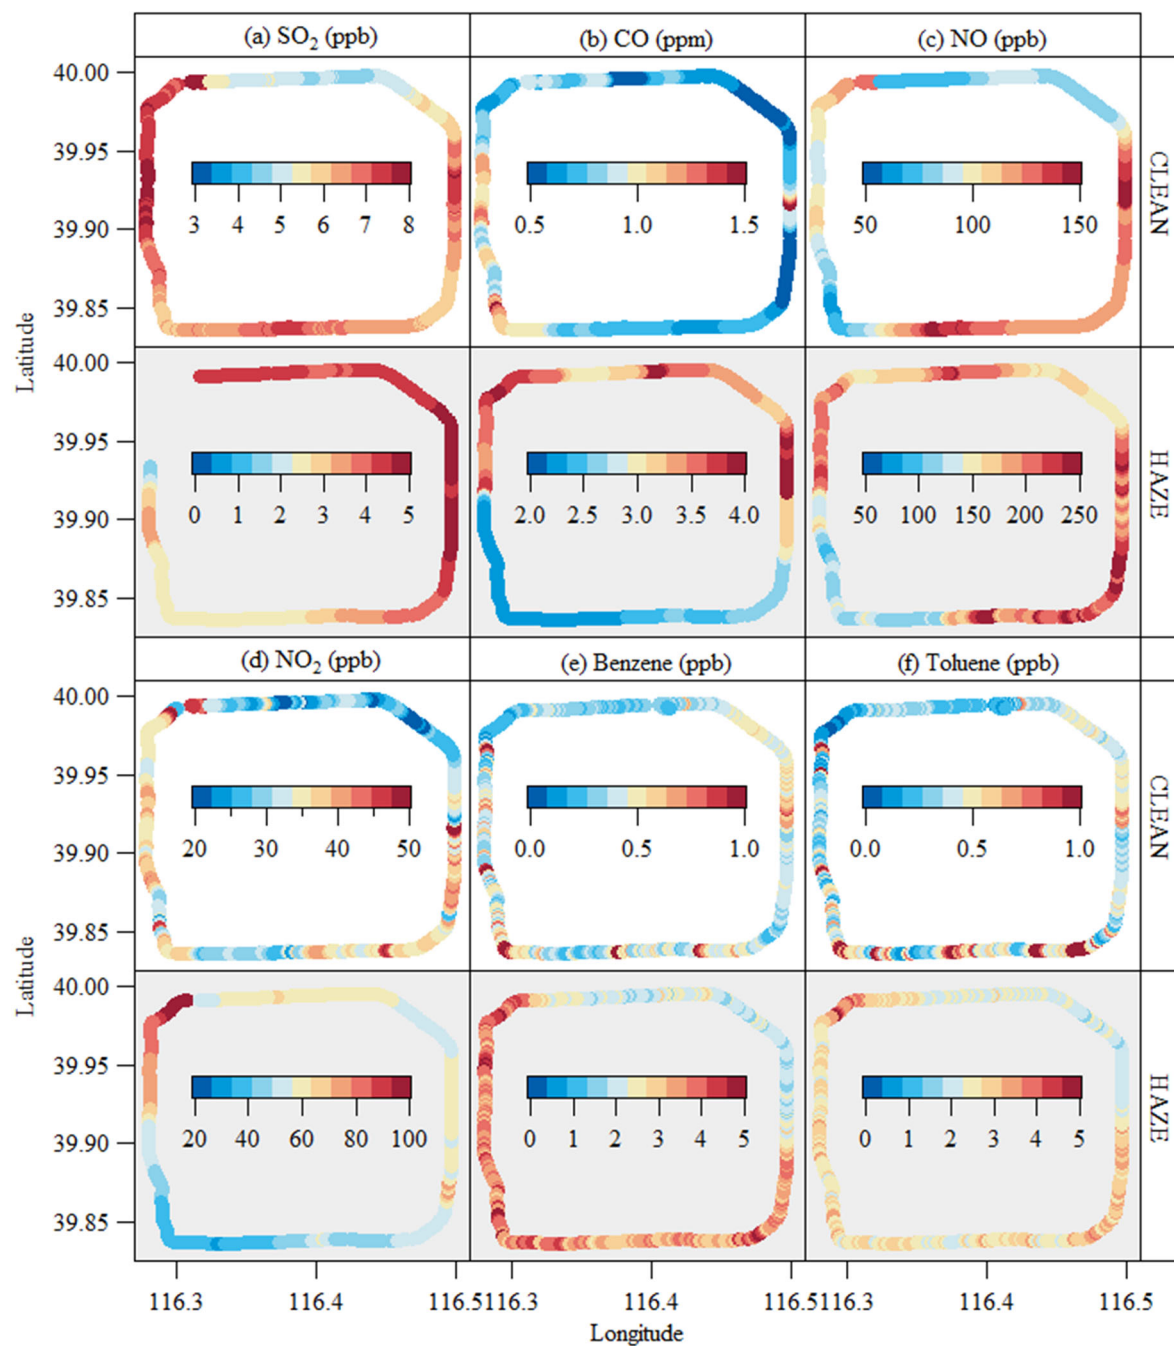 (a) SO2 (ppb) (b) CO (ppm) (c) NO (ppb)
40.00
39.95
39.90
39.85
3 4 5 6 7 8
0.5 1.0 1.5
50 100 150
CLEAN
Latitude
40.00
39.95
39.90
39.85
0 1 2 3 4 5
2.0 2.5 3.0 3.5 4.0
50 100 150 200 250
HAZE
(d) NO2 (ppb) (e) Benzene (ppb) (f) Toluene (ppb)
40.00
39.95
39.90
39.85
20 30 40 50
0.0 0.5 1.0
0.0 0.5 1.0
CLEAN
Latitude
40.00
39.95
39.90
39.85
20 40 60 80 100
0 1 2 3 4 5
0 1 2 3 4 5
HAZE
116.3 116.4 116.5 116.3 116.4 116.5 116.3 116.4 116.5
Longitude